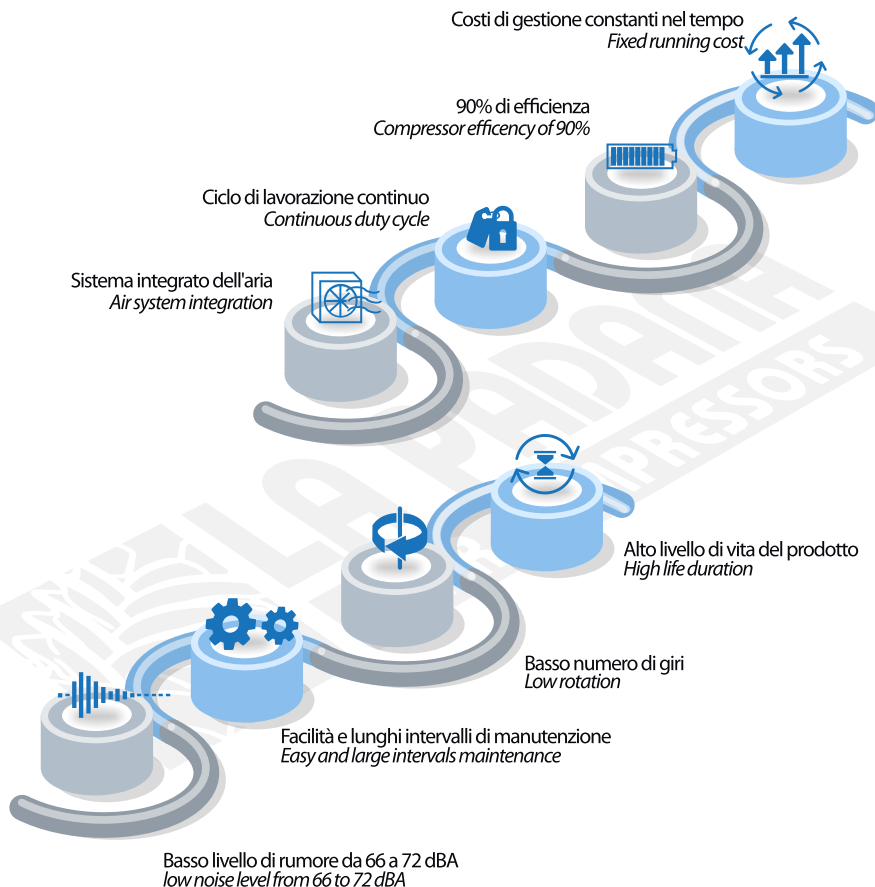 Costi di gestione constanti nel tempo
Fixed running cost
90% di efficienza
Compressor efficency of 90%
Ciclo di lavorazione continuo
Continuous duty cycle
Sistema integrato dell'aria
Air system integration
LA PADANA
COMPRESSORS
Alto livello di vita del prodotto
High life duration
Basso numero di giri
Low rotation
Facilità e lunghi intervalli di manutenzione
Easy and large intervals maintenance
Basso livello di rumore da 66 a 72 dBA
low noise level from 66 to 72 dBA